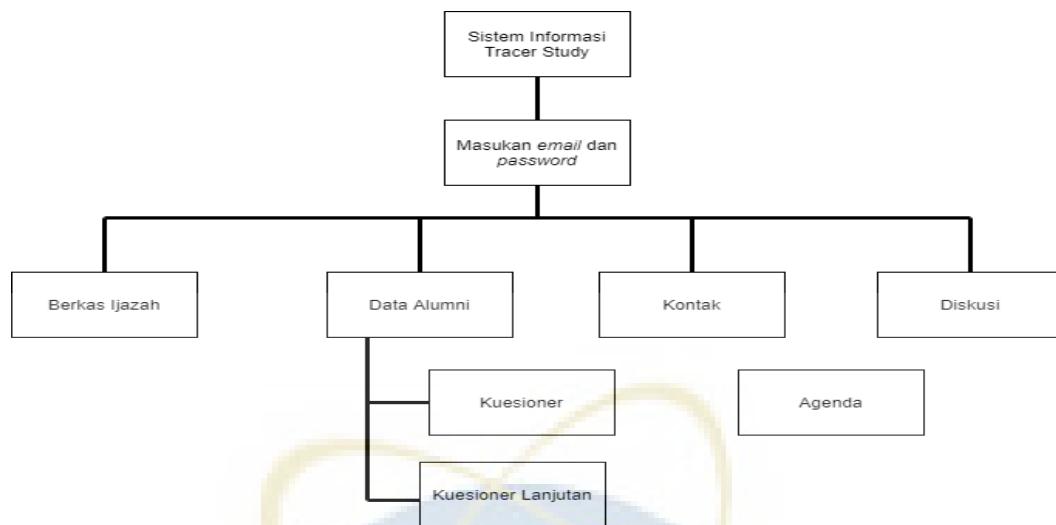 Sistem Informasi
Tracer Study
Masukan email dan
password
Berkas Ijazah
Data Alumni
Kontak
Diskusi
Kuesioner
Agenda
Kuesioner Lanjutan